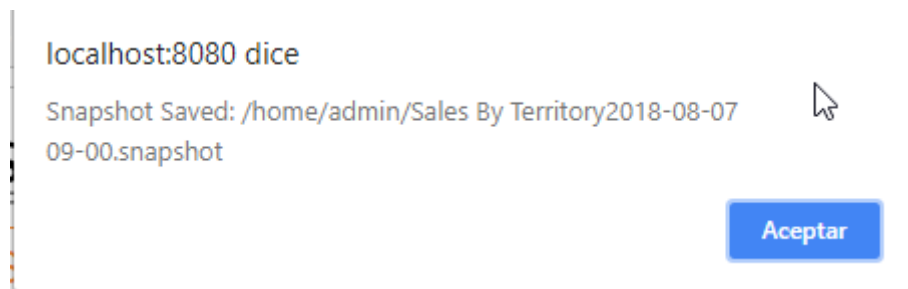 localhost:8080 dice
Snapshot Saved: /home/admin/Sales By Territory2018-08-07
09-00.snapshot
Aceptar